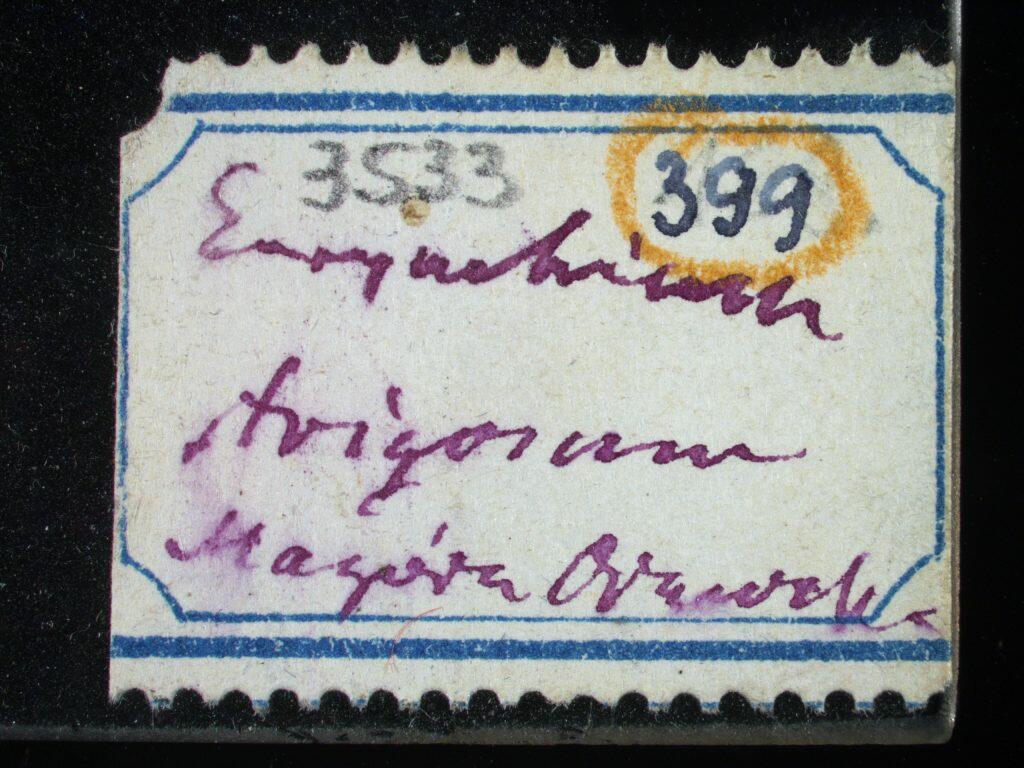 3533 399
Eurynchium
strigosum
Magóra Orawska